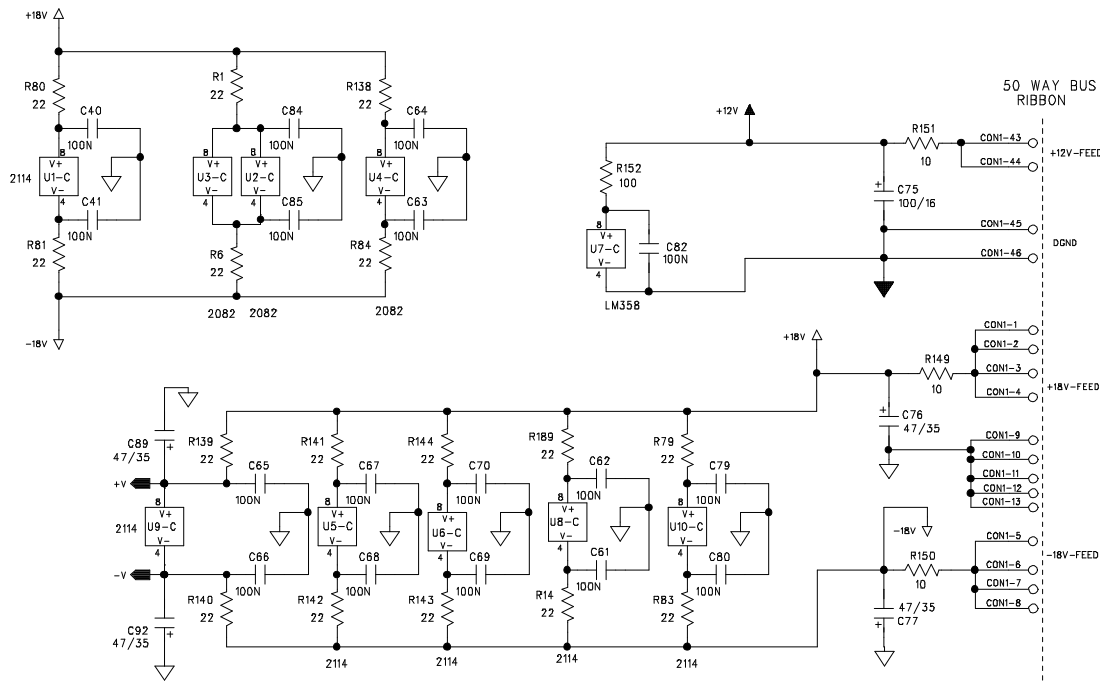 +18V
R80
22
C40
100N
8
V+
U1-C
V-
4
2114
C41
100N
R81
22
-18V
R1
22
C84
100N
8
V+
U3-C
V-
4
8
V+
U2-C
V-
4
C85
100N
R6
22
2082
2082
R138
22
C64
100N
8
V+
U4-C
V-
4
C63
100N
R84
22
2082
+12V
R152
100
8
V+
U7-C
V-
4
C82
100N
LM358
C75
100/16
+
R151
10
50 WAY BUS
RIBBON
CON1-43
CON1-44
+12V-FEED
CON1-45
DGND
CON1-46
+18V
R149
10
C76
47/35
+
CON1-1
CON1-2
CON1-3
CON1-4
+18V-FEED
CON1-9
CON1-10
CON1-11
CON1-12
CON1-13
-18V
R150
10
47/35
C77
+
CON1-5
-18V-FEED
CON1-6
CON1-7
CON1-8
C89
47/35
+
+V
2114
8
V+
U9-C
V-
4
-V
C92
47/35
+
R139
22
C65
100N
C66
100N
R140
22
R141
22
C67
100N
8
V+
U5-C
V-
4
C68
100N
R142
22
2114
R144
22
C70
100N
8
V+
U6-C
V-
4
C69
100N
R143
22
2114
R189
22
C62
100N
8
V+
U8-C
V-
4
C61
100N
R14
22
2114
R79
22
C79
100N
8
V+
U10-C
V-
4
C80
100N
R83
22
2114